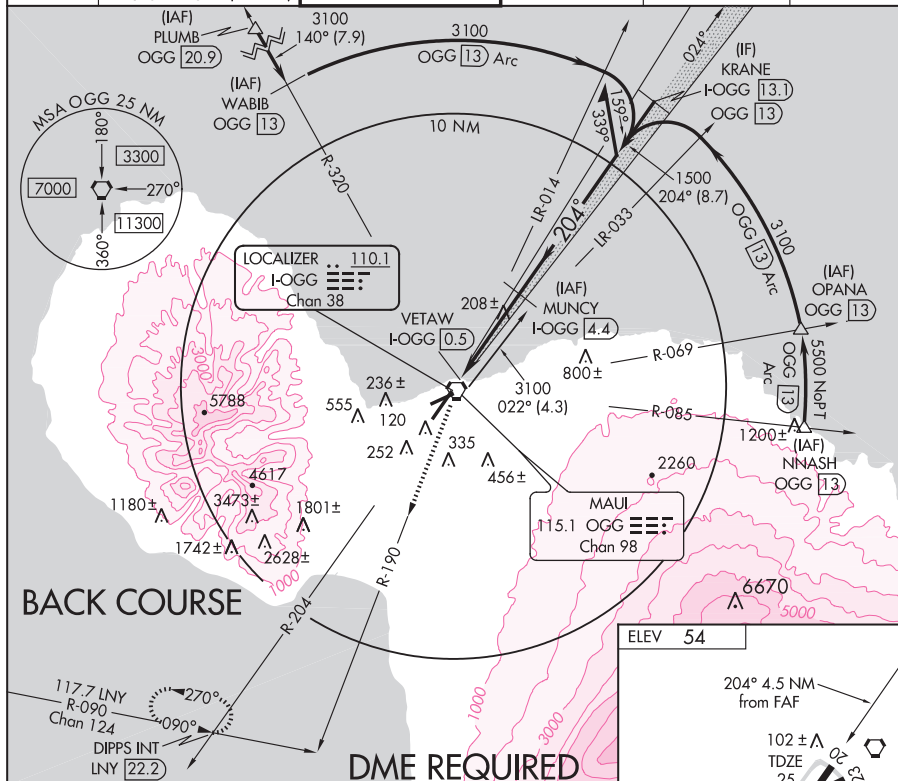 (IAF)
PLUMB
OGG 20.9
3100
140° (7.9)
3100
OGG 13 Arc
(IAF)
WABIB
OGG 13
024°
(IF)
KRANE
I-OGG 13.1
OGG 13
MSA OGG 25 NM
180°
3300
7000
270°
11300
360°
10 NM
159°
339°
R-320
LR-014
1500
204° (8.7)
204°
LR-033
3100
OGG 13 Arc
LOCALIZER 110.1
I-OGG
Chan 38
(IAF)
OPANA
OGG 13
208±
(IAF)
MUNCY
I-OGG 4.4
VETAW
I-OGG 0.5
R-069
5500 NoPT
OGG 13 Arc
3000
800±
3100
022° (4.3)
236±
5788
555
120
R-085
1200±
(IAF)
NNASH
OGG 13
252
335
456±
2260
4617
3473±
1180±
1801±
MAUI
115.1 OGG
Chan 98
1742±
2628±
1000
R-190
6670
5000
BACK COURSE
R-204
ELEV 54
1000
3000
204° 4.5 NM
from FAF
117.7 LNY
R-090
Chan 124
270°
090°
DIPPS INT
LNY 22.2
102 ±
TDZE
25
20
23
DME REQUIRED